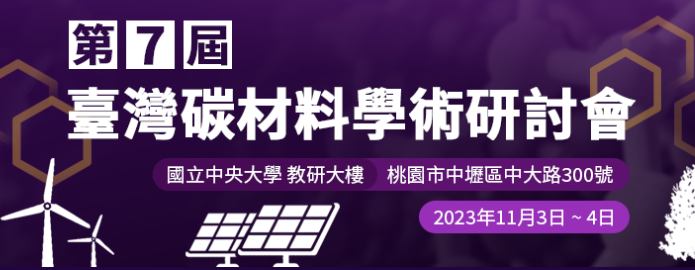 第7屆
臺灣碳材料學術研討會
國立中央大學 教研大樓 桃園市中壢區中大路300號
2023年11月3日 ~ 4日